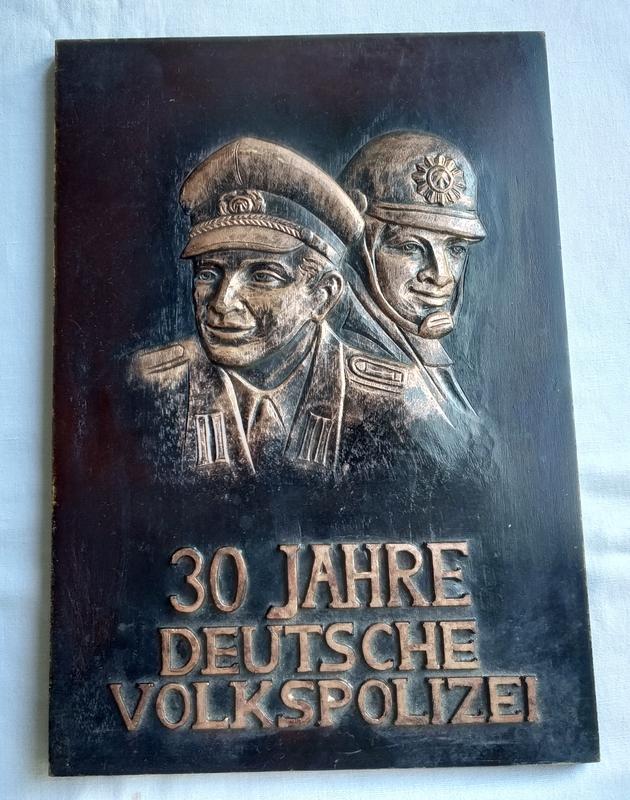 30 JAHRE
DEUTSCHE
VOLKSPOLIZEI